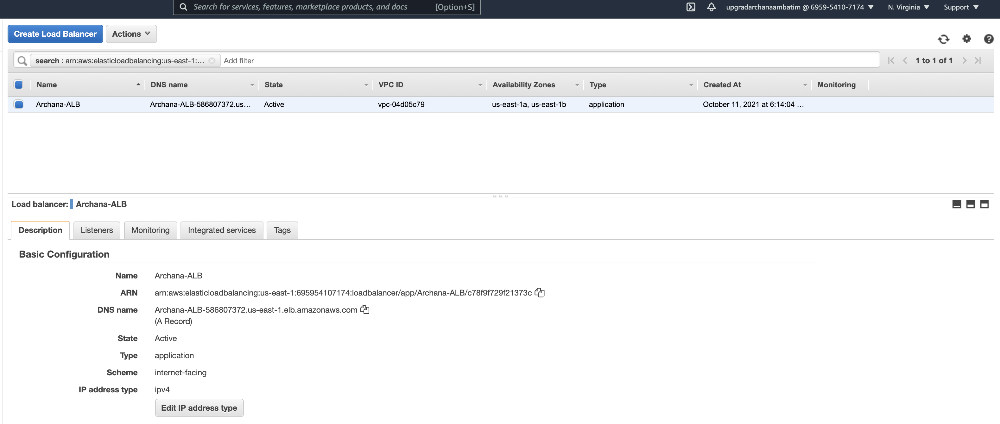 Search for services, features, marketplace products, and docs [Option+S] upgradarchanaambatim @ 6959-5410-7174 N. Virginia Support
Create Load Balancer Actions
search : arn:aws:elasticloadbalancing:us-east-1:... Add filter 1 to 1 of 1
Name DNS name State VPC ID Availability Zones Type Created At Monitoring
Archana-ALB Archana-ALB-586807372.us... Active vpc-04d05c79 us-east-1a, us-east-1b application October 11, 2021 at 6:14:04 ...
Load balancer: Archana-ALB
Description Listeners Monitoring Integrated services Tags
Basic Configuration
Name Archana-ALB
ARN arn:aws:elasticloadbalancing:us-east-1:695954107174:loadbalancer/app/Archana-ALB/c78f9f729f21373c
DNS name Archana-ALB-586807372.us-east-1.elb.amazonaws.com
(A Record)
State Active
Type application
Scheme internet-facing
IP address type ipv4
Edit IP address type